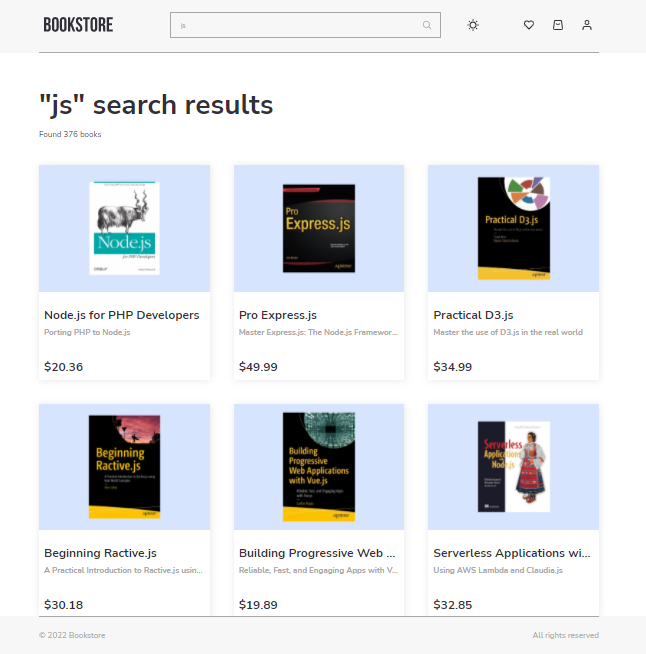 BOOKSTORE
js
"js" search results
Found 376 books
Node.js
for PHP Developers
Pro
Express.js
Practical D3.js
Node.js for PHP Developers
Pro Express.js
Practical D3.js
Porting PHP to Node.js
Master Express.js: The Node.js Framewor...
Master the use of D3.js in the real world
$20.36
$49.99
$34.99
Beginning
Ractive.js
Building
Progressive
Web Applications
with Vue.js
Serverless
Applications
Node.js
Beginning Ractive.js
Building Progressive Web ...
Serverless Applications wi...
A Practical Introduction to Ractive.js usin...
Reliable, Fast, and Engaging Apps with V...
Using AWS Lambda and Claudia.js
$30.18
$19.89
$32.85
© 2022 Bookstore
All rights reserved